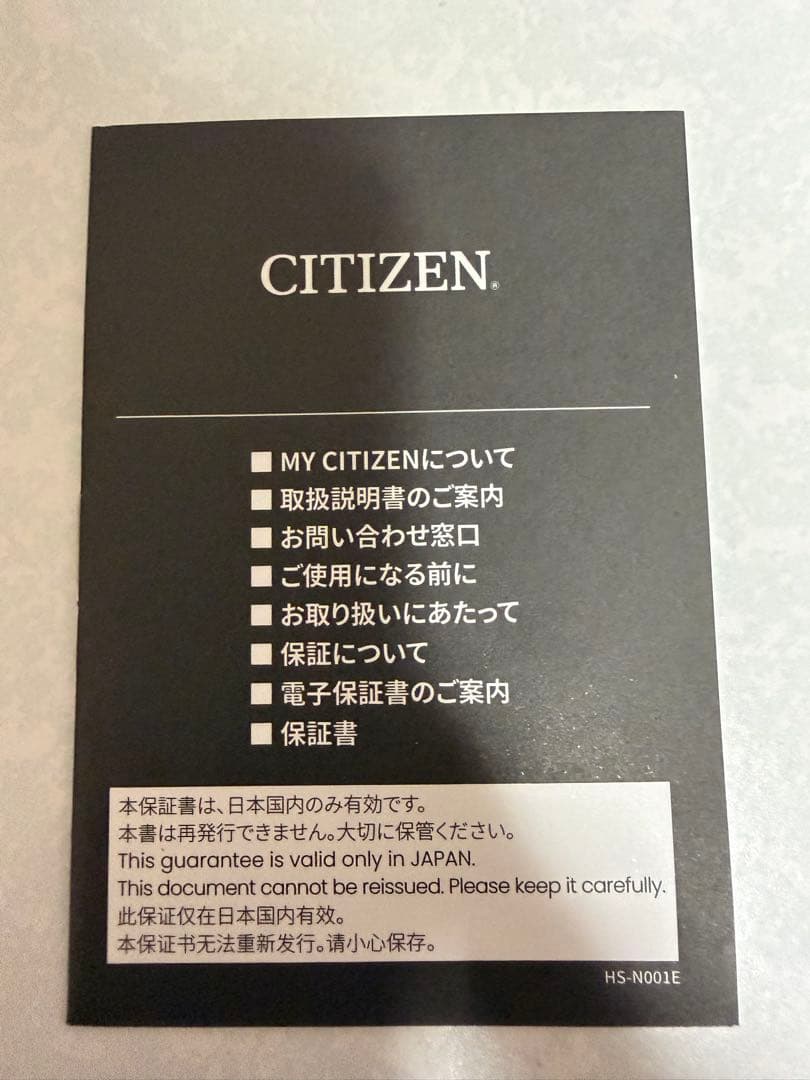 CITIZEN®
■ MY CITIZENについて
■ 取扱説明書のご案内
■ お問い合わせ窓口
■ ご使用になる前に
■ お取り扱いにあたって
■ 保証について
■ 電子保証書のご案内
■ 保証書
本保証書は、日本国内のみ有効です。
本書は再発行できません。大切に保管ください。
This guarantee is valid only in JAPAN.
This document cannot be reissued. Please keep it carefully.
此保证仅在日本国内有效。
本保证书无法重新发行。请小心保存。
HS-N001E